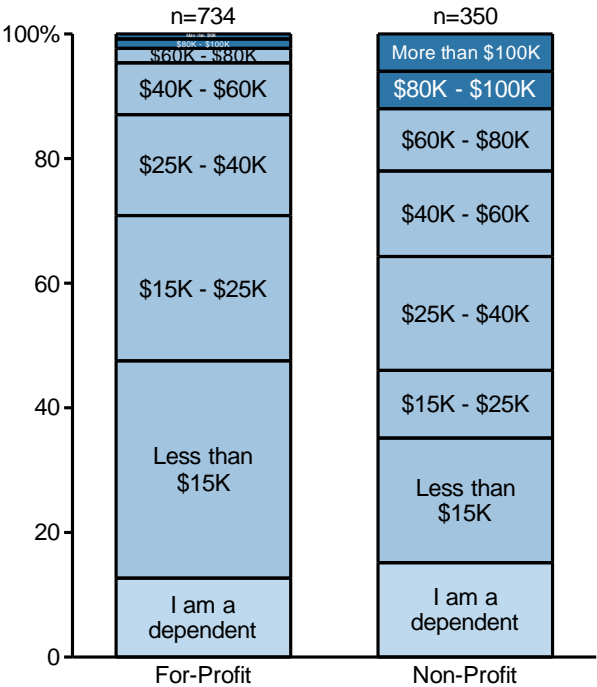 n=734 n=350
100%
80
60
40
20
0
$80K - $100K
$60K - $80K
$40K - $60K
$25K - $40K
$15K - $25K
Less than
$15K
I am a
dependent
More than $100K
$80K - $100K
$60K - $80K
$40K - $60K
$25K - $40K
$15K - $25K
Less than
$15K
I am a
dependent
For-Profit Non-Profit